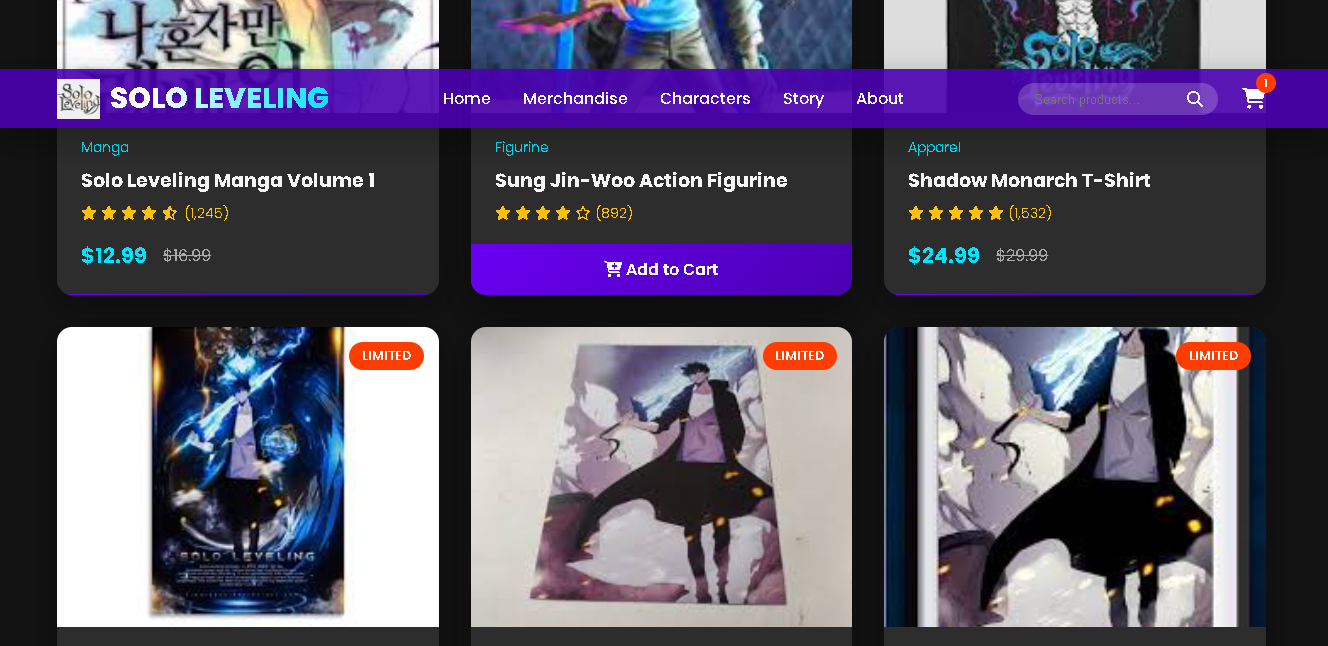 나 혼자만
Solo
Leveling
SOLO LEVELING
Home
Merchandise
Characters
Story
About
Search products...
1
Solo
Leveling
Manga
Solo Leveling Manga Volume 1
(1,245)
$12.99 $16.99
Figurine
Sung Jin-Woo Action Figurine
(892)
Add to Cart
Apparel
Shadow Monarch T-Shirt
(1,532)
$24.99 $29.99
LIMITED
SOLO LEVELING
LIMITED
LIMITED